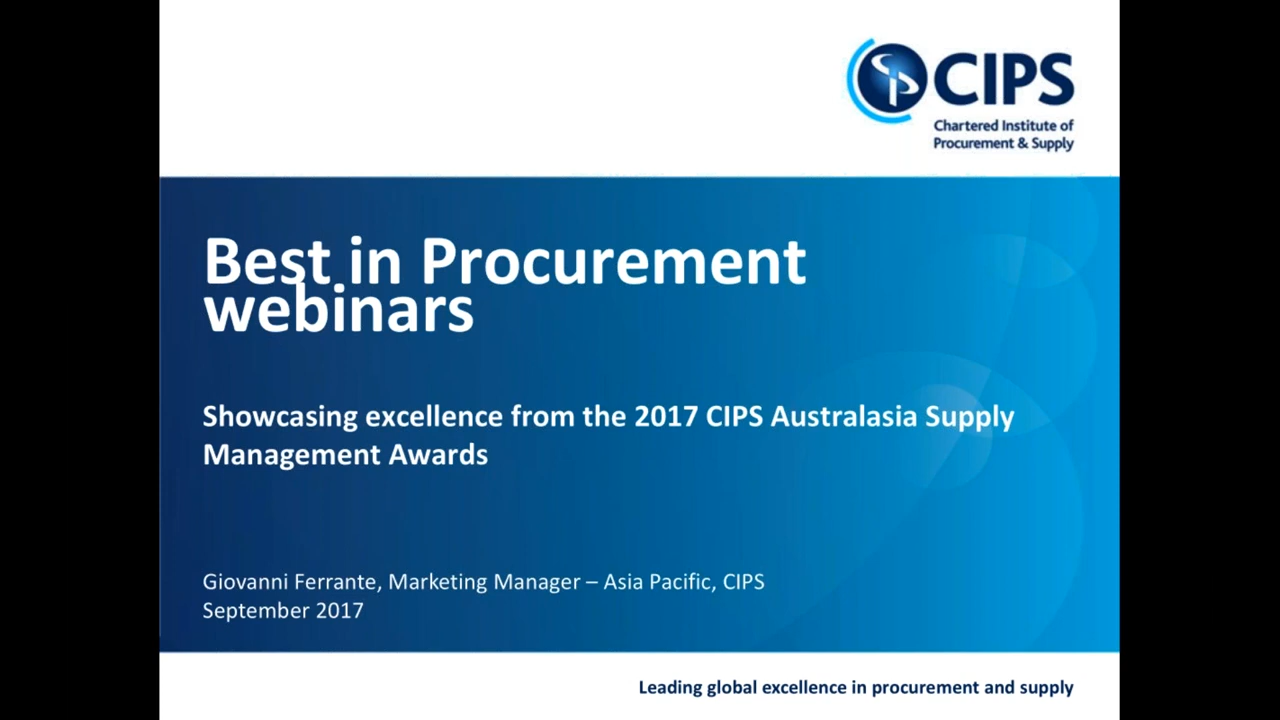 CIPS
Chartered Institute of
Procurement & Supply
Best in Procurement
webinars
Showcasing excellence from the 2017 CIPS Australasia Supply
Management Awards
Giovanni Ferrante, Marketing Manager – Asia Pacific, CIPS
September 2017
Leading global excellence in procurement and supply